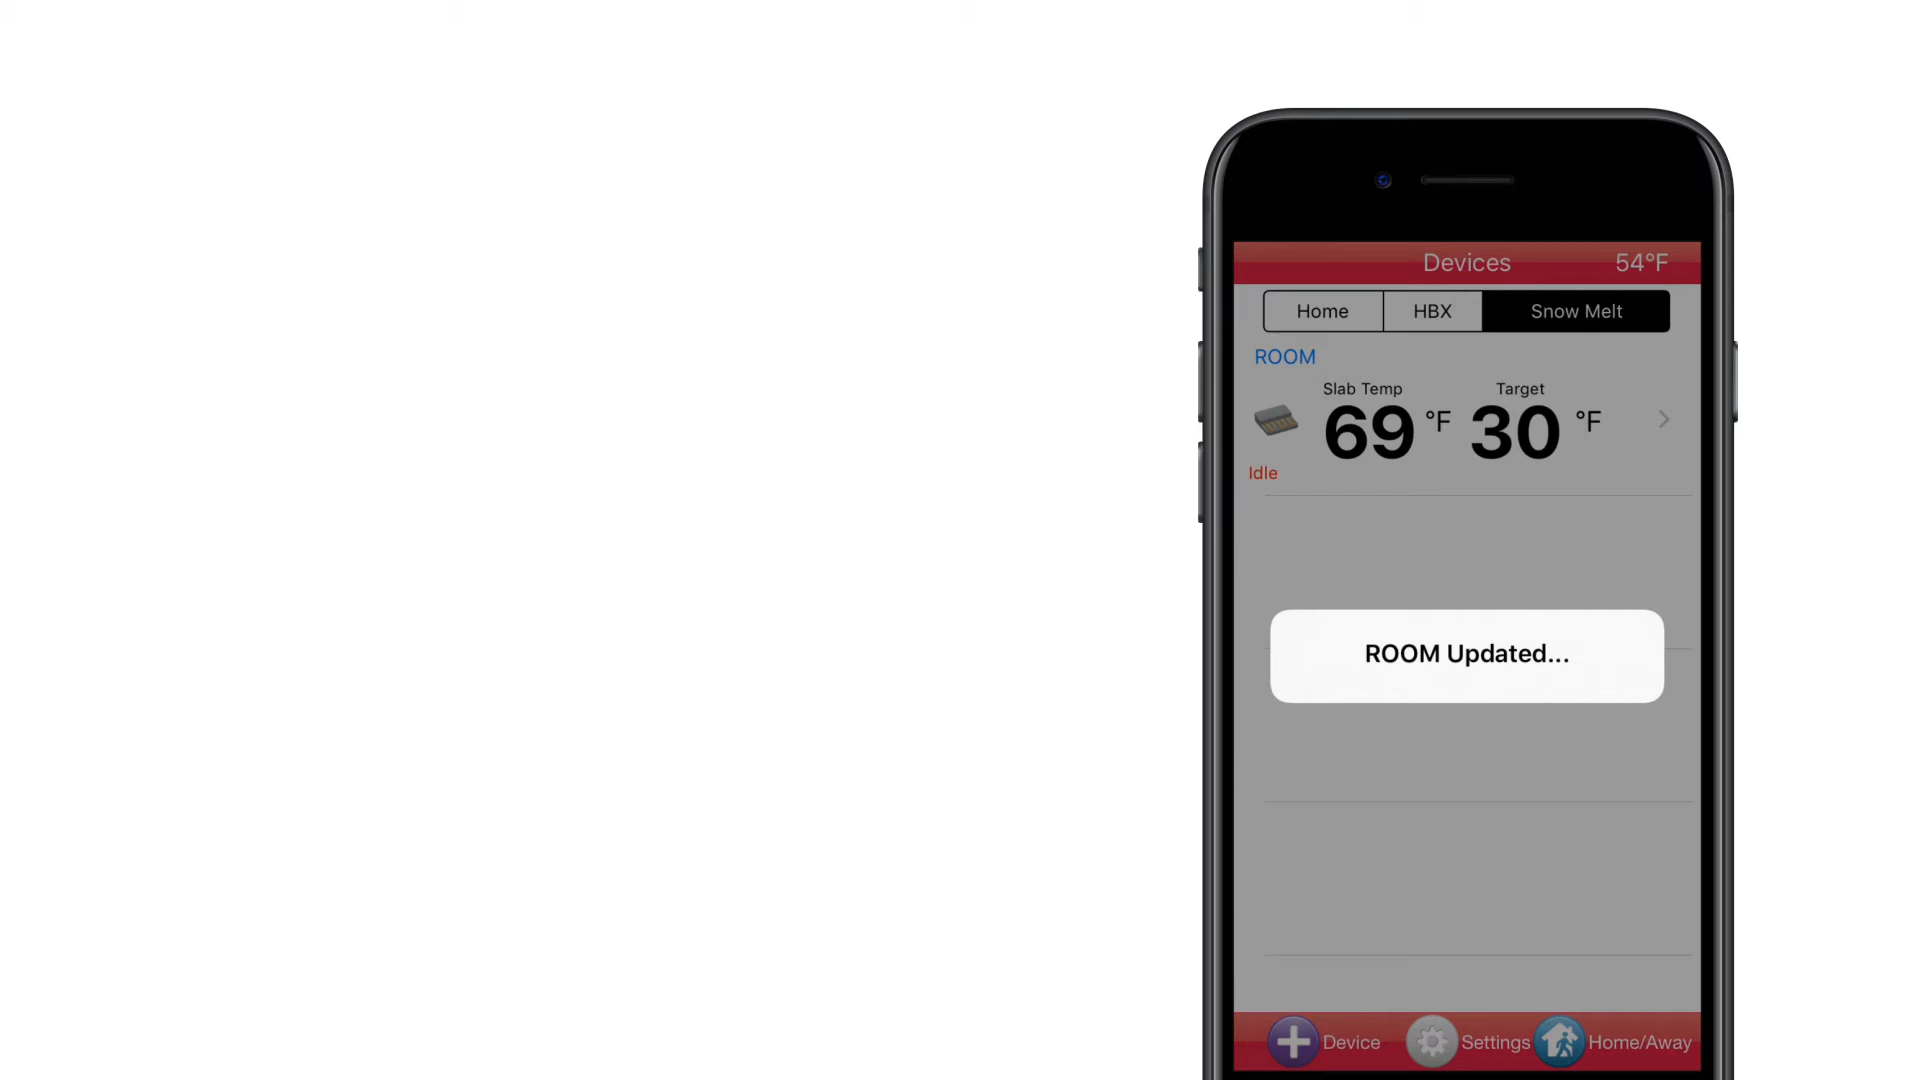 Devices 54°F
Home HBX Snow Melt
ROOM
Slab Temp Target
69 °F 30 °F
Idle
ROOM Updated...
Device Settings Home/Away